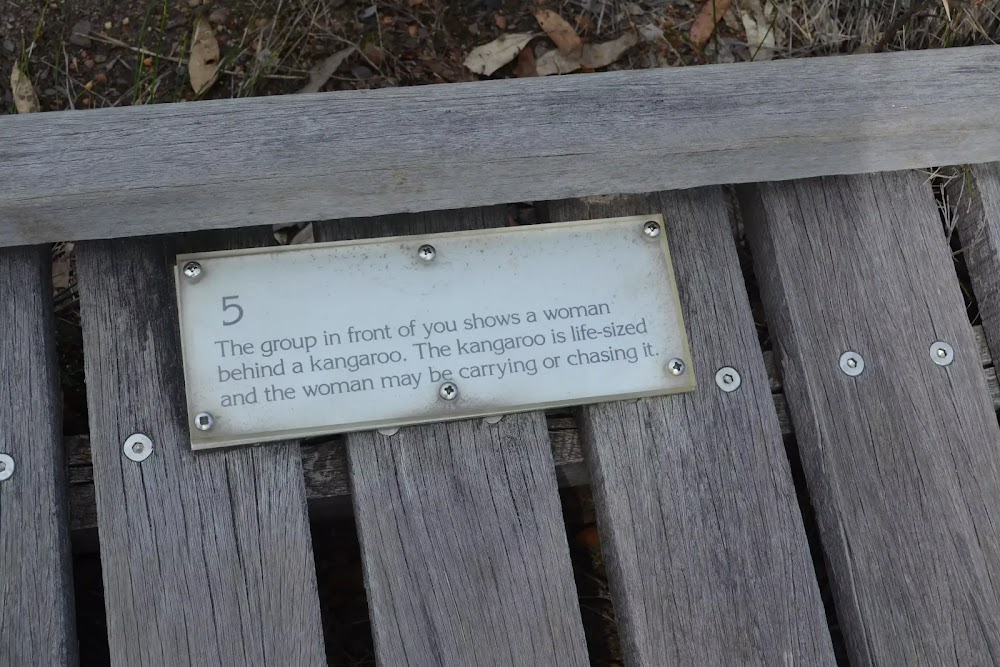 5
The group in front of you shows a woman
behind a kangaroo. The kangaroo is life-sized
and the woman may be carrying or chasing it.